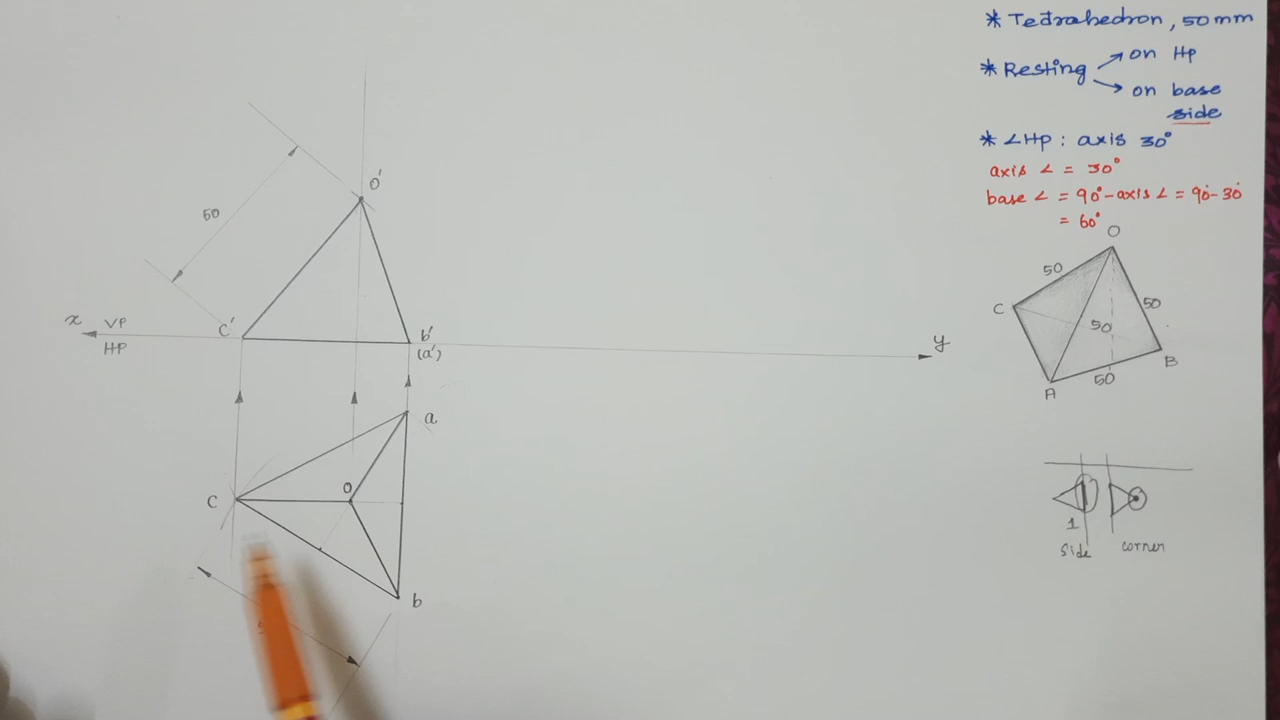 * Tetrahedron, 50mm
* Resting → on Hp
→ on base
side
* ∠Hp: axis 30°
axis ∠ = 30°
base ∠ = 90° - axis ∠ = 90° - 30°
= 60°
O
50
C
50
50
50
A
B
1
side
corner
O'
50
x
VP
HP
C'
b'
(a')
y
a
C
O
b